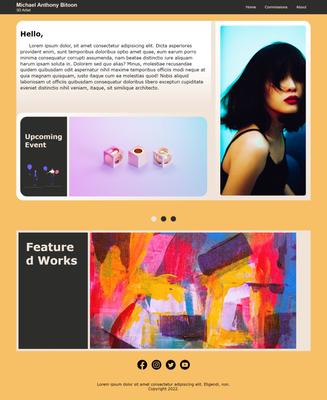 Michael Anthony Bitoon
3D Artist
Home Commissions About
Hello,
Lorem ipsum dolor, sit amet consectetur adipisicing elit. Dicta asperiores
provident enim, sunt temporibus doloribus optio amet quae, eum earum porro
minima consequatur corrupti assumenda, nam beatae distinctio iure aliquam
harum ipsum soluta in. Dolorem sed quo alias? Minus, molestiae recusandae
quidem quibusdam odit aspernatur nihil maxime temporibus officiis modi neque at
quia magnam quisquam, iusto itaque cum ea molestias quod! Nobis aliquid
laboriosam ut officiis quibusdam consequatur doloribus libero excepturi cupiditate
eveniet distinctio nihil veniam, itaque, sit similique architecto.
Upcoming
Event
Feature
d Works
Lorem ipsum dolor sit amet consectetur adipisicing elit. Eligendi, non.
Copyright 2022.